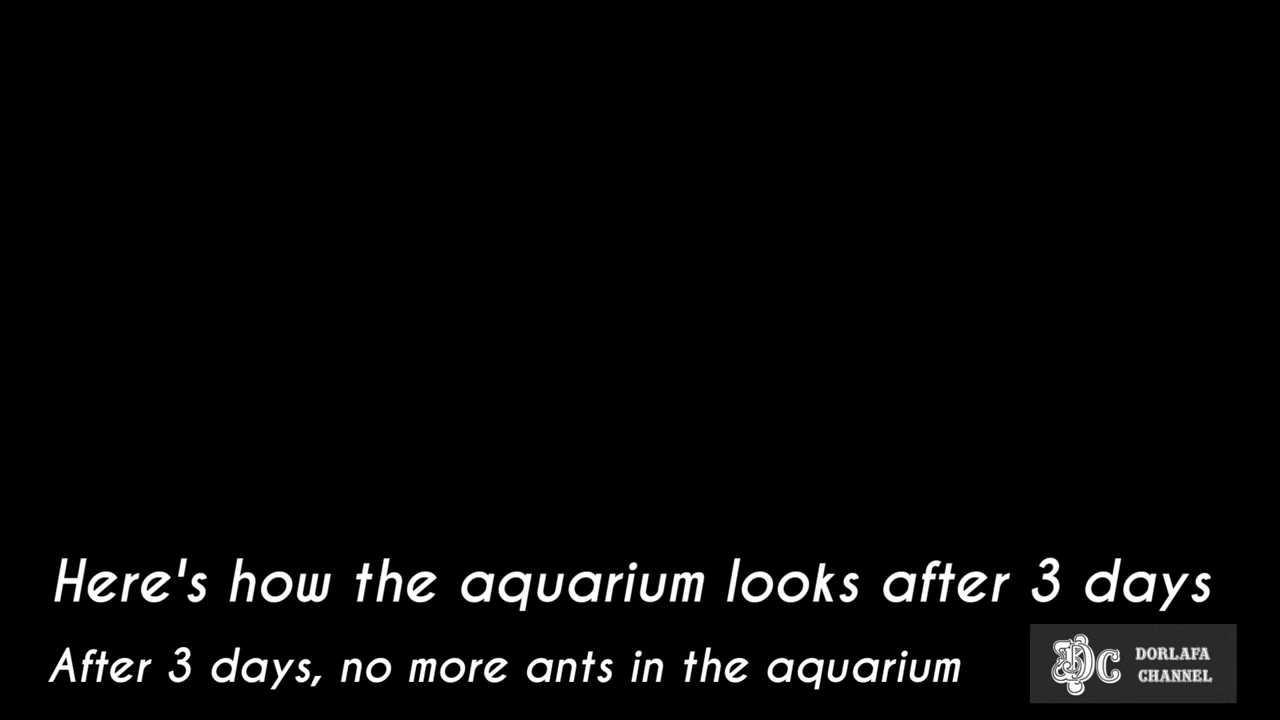 Here's how the aquarium looks after 3 days
After 3 days, no more ants in the aquarium
DC DORLAFA
CHANNEL